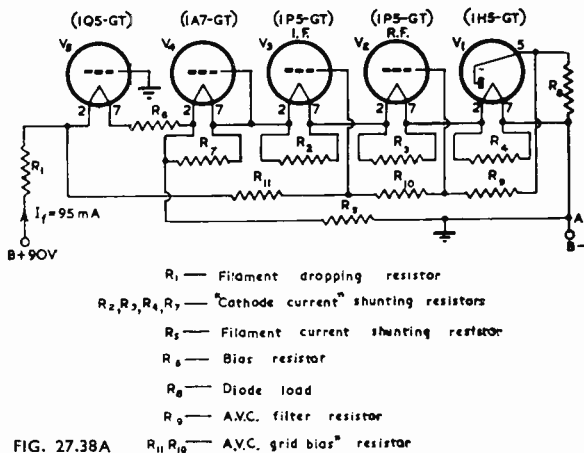 (1Q5-GT) (1A7-GT) (1P5-GT) (1P5-GT) (1H5-GT)
I.F. R.F.
V5 V4 V3 V2 V1 5
R8
2 7 2 7 2 7 2 7 2 7
R6
R7 R2 R3 R4
R1
R11 R10 R9
If = 95 mA
R5
A
B+90V
B–
R1 — Filament dropping resistor
R2, R3, R4, R7 — "Cathode current" shunting resistors
R5 — Filament current shunting resistor
R6 — Bias resistor
R8 — Diode load
R9 — A.V.C. filter resistor
FIG. 27.38A R11 R10 — A.V.C. grid bias" resistor